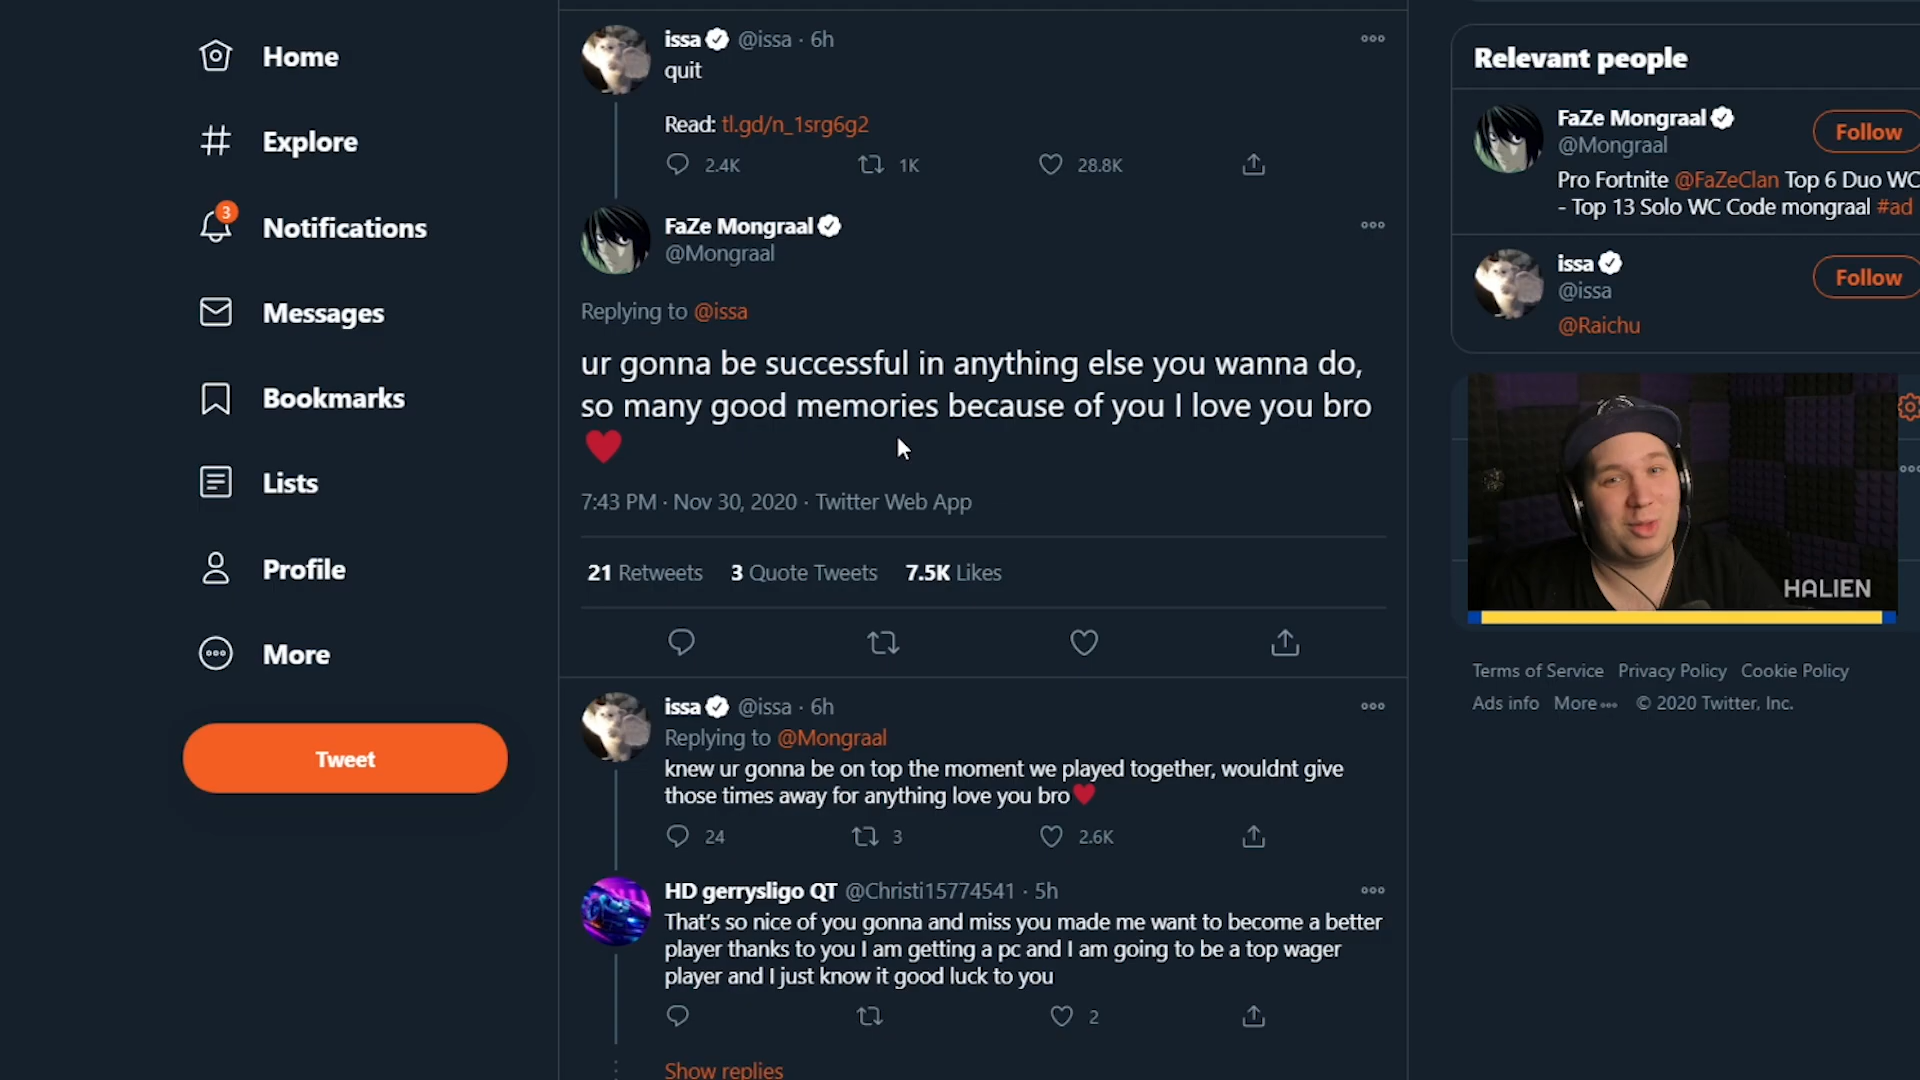 Home
Explore
3
Notifications
Messages
Bookmarks
Lists
Profile
More
Tweet
issa @issa · 6h
quit
Read: tl.gd/n_1srg6g2
2.4K 1K 28.8K
FaZe Mongraal
@Mongraal
Replying to @issa
ur gonna be successful in anything else you wanna do,
so many good memories because of you I love you bro
7:43 PM · Nov 30, 2020 · Twitter Web App
21 Retweets 3 Quote Tweets 7.5K Likes
issa @issa · 6h
Replying to @Mongraal
knew ur gonna be on top the moment we played together, wouldnt give
those times away for anything love you bro
24 3 2.6K
HD gerrysligo QT @Christi15774541 · 5h
That's so nice of you gonna and miss you made me want to become a better
player thanks to you I am getting a pc and I am going to be a top wager
player and I just know it good luck to you
2
Show replies
Relevant people
FaZe Mongraal
@Mongraal
Follow
Pro Fortnite @FaZeClan Top 6 Duo WC
- Top 13 Solo WC Code mongraal #ad
issa
@issa
Follow
@Raichu
HALIEN
Terms of Service Privacy Policy Cookie Policy
Ads info More © 2020 Twitter, Inc.